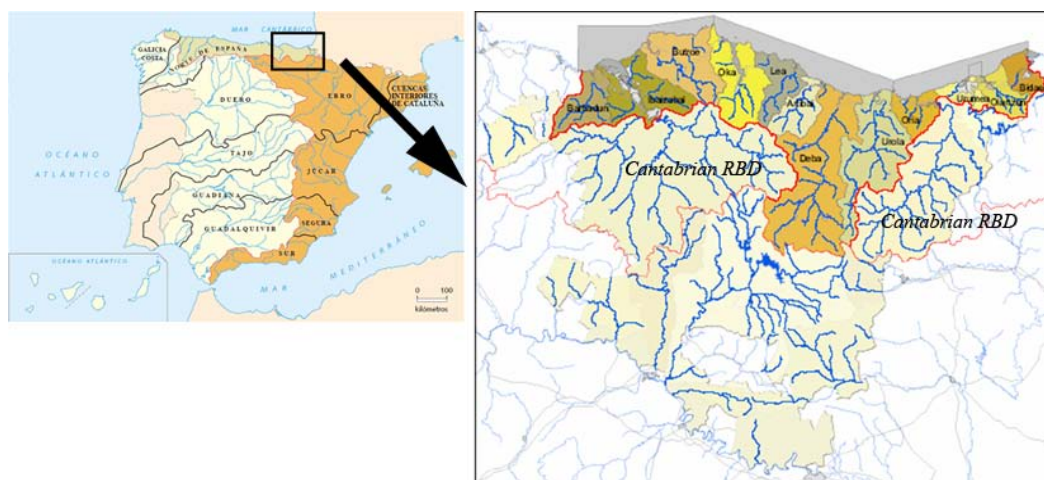 MAR CANTÁBRICO
GALICIA
COSTA
NORTE DE ESPAÑA
DUERO
EBRO
CUENCAS
INTERIORES
DE CATALUÑA
OCÉANO
ATLÁNTICO
TAJO
JÚCAR
GUADIANA
SEGURA
GUADALQUIVIR
SUR
MAR
MEDITERRÁNEO
OCÉANO ATLÁNTICO
0 100
kilómetros
Butroe
Oka
Lea
Artibai
Barbadun
Ibaizabal
Deba
Urola
Oria
Urumea
Oiartzun
Bidasoa
Cantabrian RBD
Cantabrian RBD